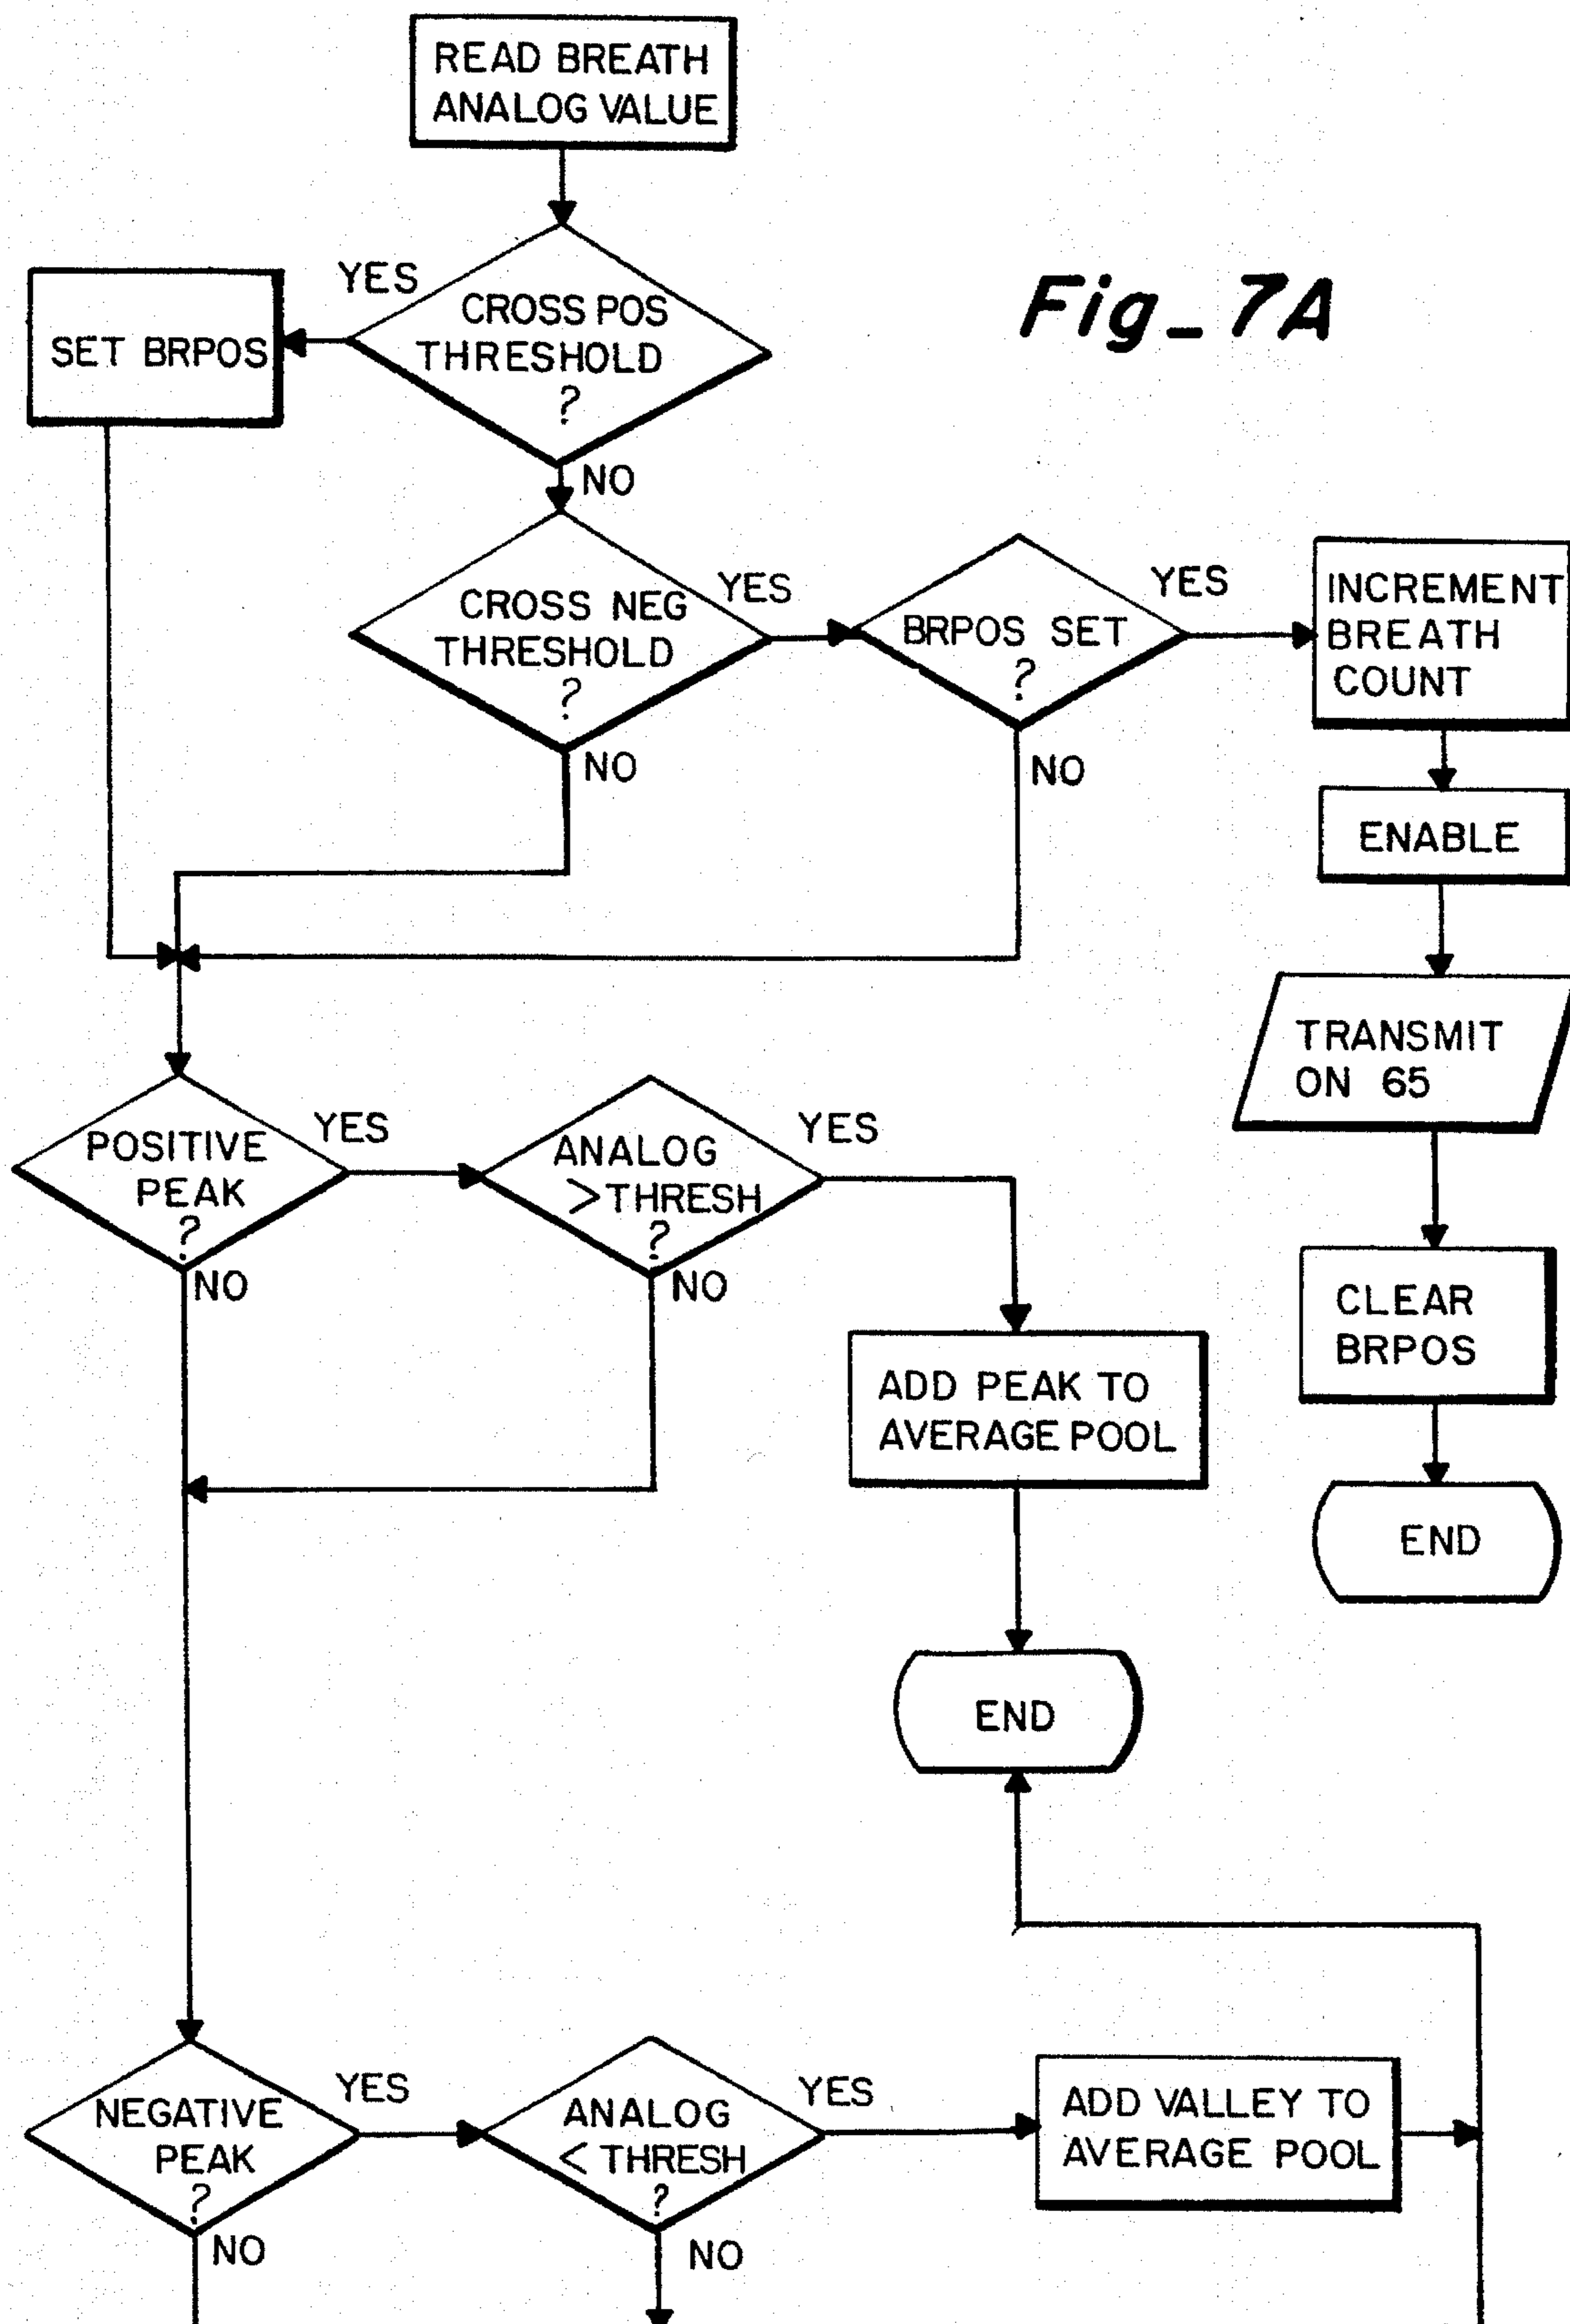 READ BREATH
ANALOG VALUE
Fig_7A
YES
CROSS POS
THRESHOLD
?
SET BRPOS
NO
CROSS NEG
THRESHOLD
?
YES
BRPOS SET
?
YES
INCREMENT
BREATH
COUNT
NO
NO
ENABLE
TRANSMIT
ON 65
POSITIVE
PEAK
?
YES
ANALOG
>THRESH
?
YES
NO
NO
CLEAR
BRPOS
ADD PEAK TO
AVERAGE POOL
END
END
NEGATIVE
PEAK
?
YES
ANALOG
< THRESH
?
YES
ADD VALLEY TO
AVERAGE POOL
NO
NO